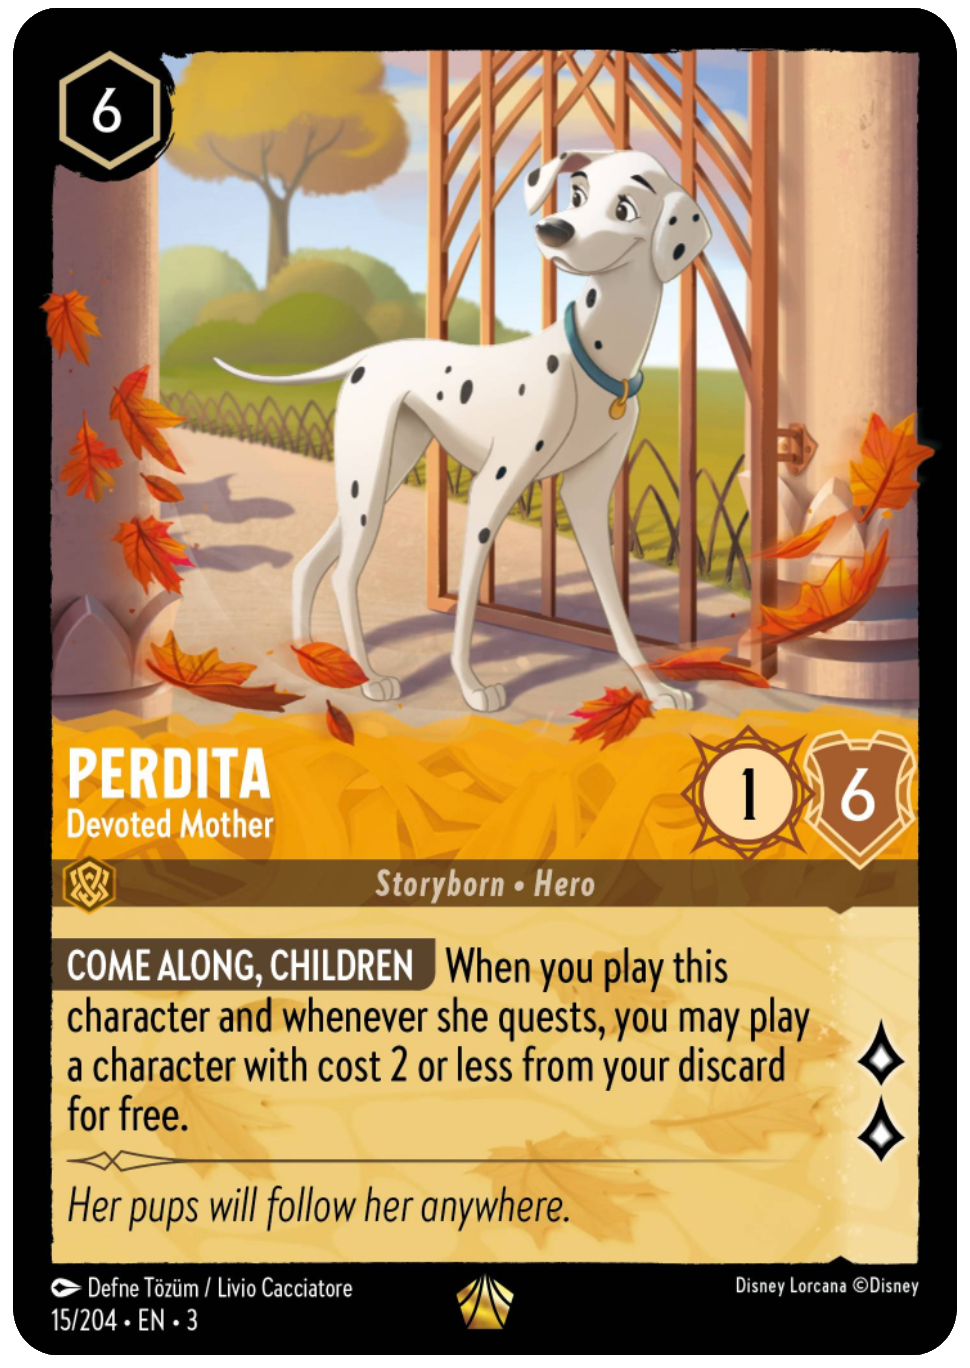 6
PERDITA
Devoted Mother
1
6
Storyborn • Hero
COME ALONG, CHILDREN When you play this
character and whenever she quests, you may play
a character with cost 2 or less from your discard
for free.
Her pups will follow her anywhere.
Defne Tözüm / Livio Cacciatore
Disney Lorcana ©Disney
15/204 • EN • 3